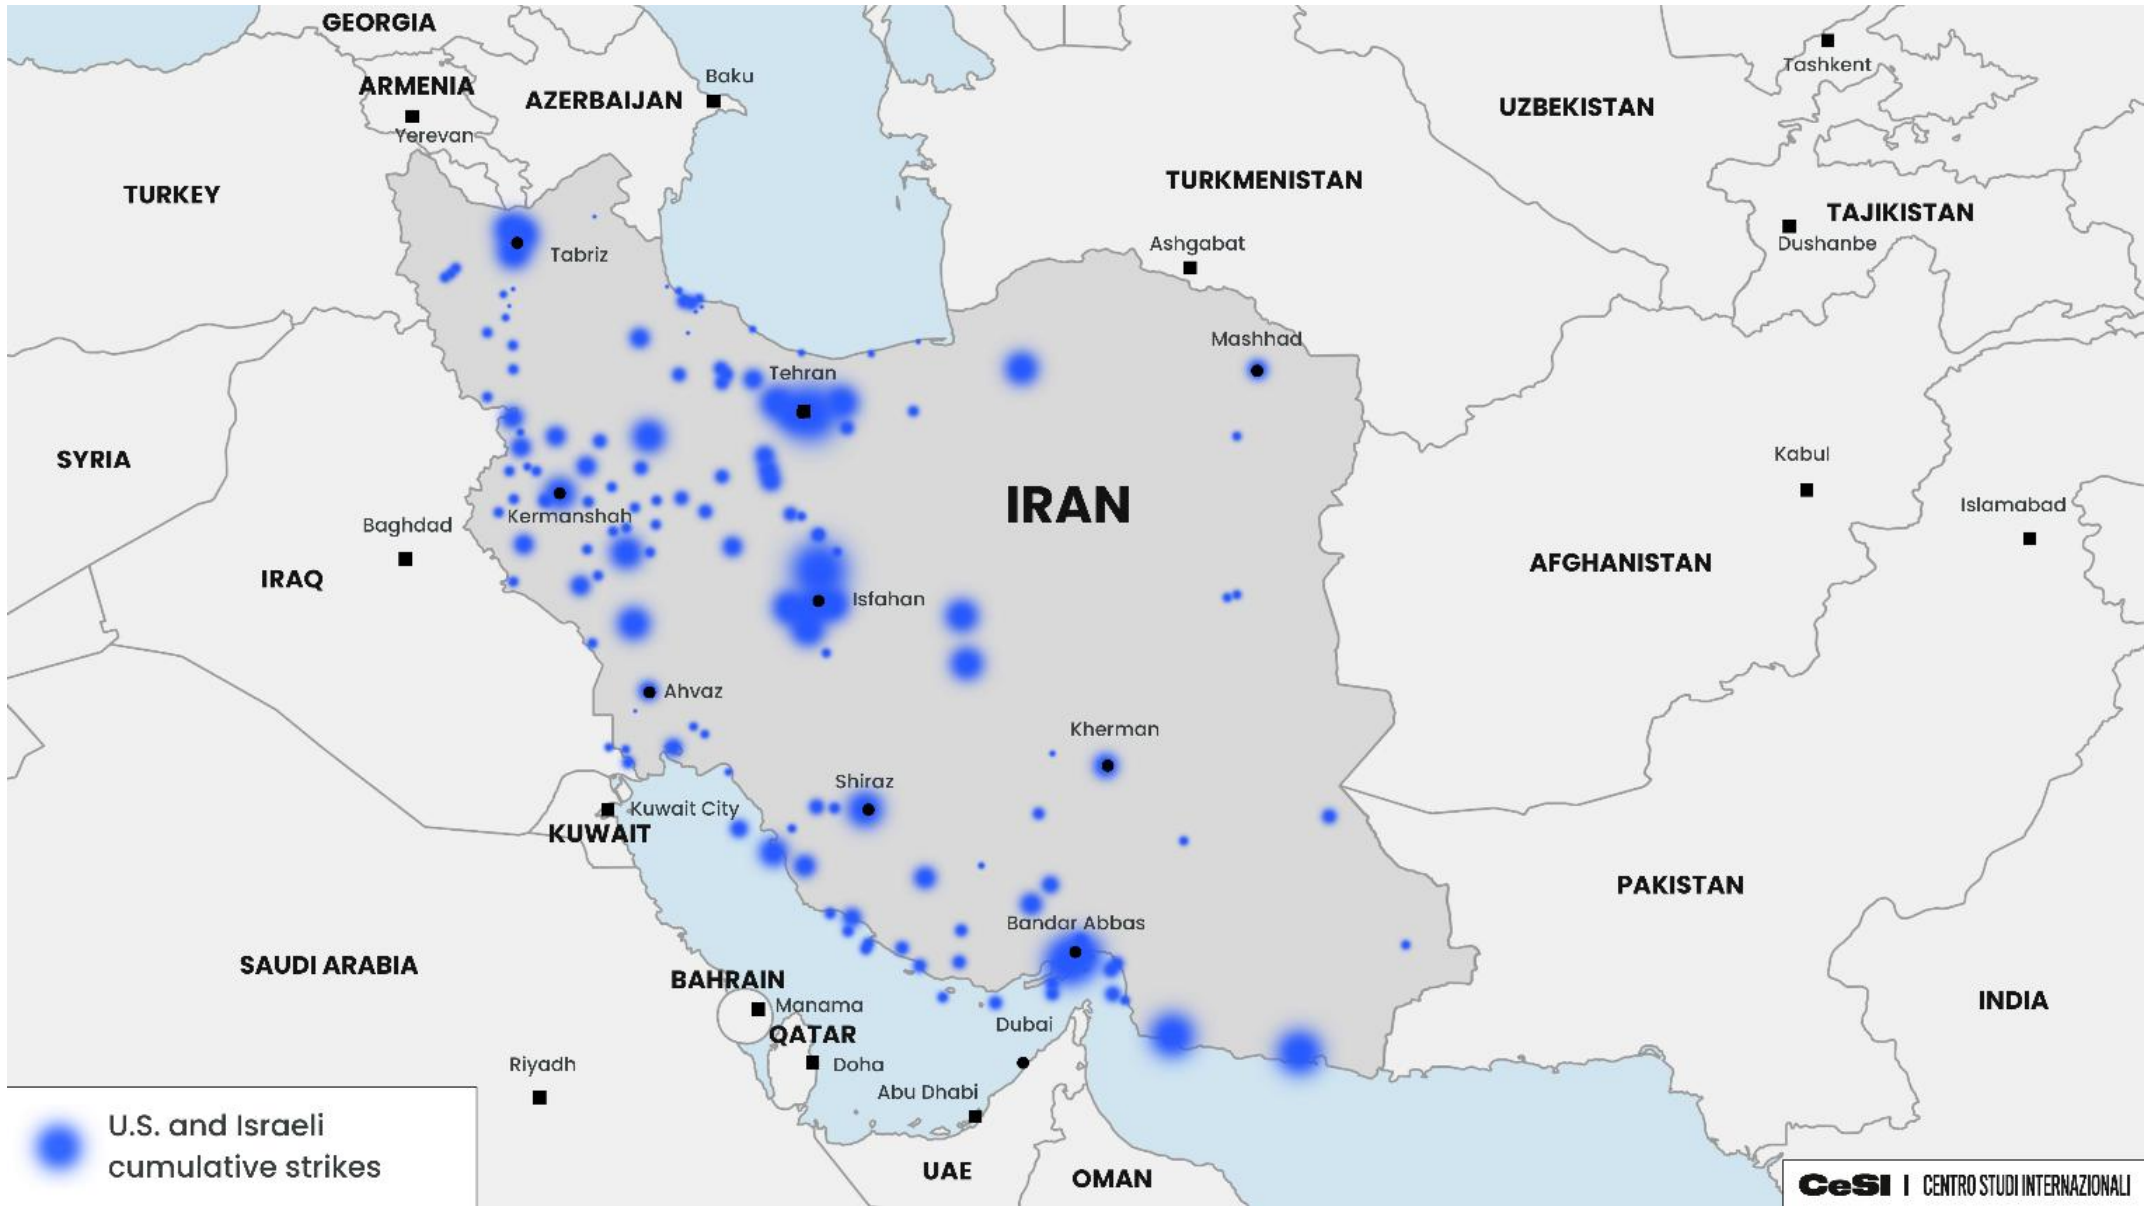 GEORGIA
ARMENIA
Yerevan
AZERBAIJAN
Baku
Tashkent
UZBEKISTAN
TURKEY
TURKMENISTAN
TAJIKISTAN
Dushanbe
Ashgabat
Tabriz
Mashhad
Tehran
SYRIA
Kabul
IRAN
Islamabad
Kermanshah
Baghdad
IRAQ
AFGHANISTAN
Isfahan
Ahvaz
Kherman
Shiraz
Kuwait City
KUWAIT
PAKISTAN
Bandar Abbas
SAUDI ARABIA
BAHRAIN
Manama
QATAR
Doha
Dubai
INDIA
Riyadh
Abu Dhabi
UAE
OMAN
U.S. and Israeli
cumulative strikes
CeSI | CENTRO STUDI INTERNAZIONALI